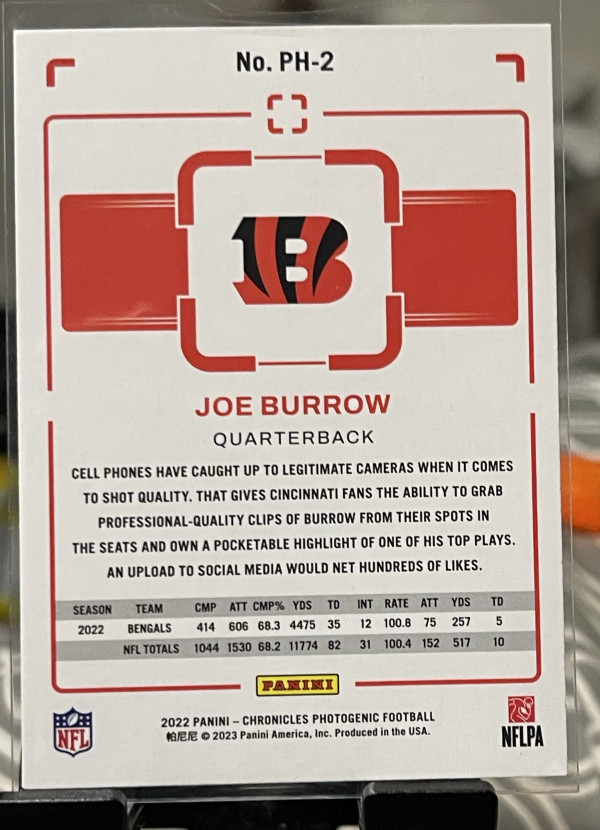 No. PH-2
B
JOE BURROW
QUARTERBACK
CELL PHONES HAVE CAUGHT UP TO LEGITIMATE CAMERAS WHEN IT COMES
TO SHOT QUALITY. THAT GIVES CINCINNATI FANS THE ABILITY TO GRAB
PROFESSIONAL-QUALITY CLIPS OF BURROW FROM THEIR SPOTS IN
THE SEATS AND OWN A POCKETABLE HIGHLIGHT OF ONE OF HIS TOP PLAYS.
AN UPLOAD TO SOCIAL MEDIA WOULD NET HUNDREDS OF LIKES.
SEASON TEAM CMP ATT CMP% YDS TD INT RATE ATT YDS TD
2022 BENGALS 414 606 68.3 4475 35 12 100.8 75 257 5
NFL TOTALS 1044 1530 68.2 11774 82 31 100.4 152 517 10
PANINI
NFL
2022 PANINI – CHRONICLES PHOTOGENIC FOOTBALL
帕尼尼 © 2023 Panini America, Inc. Produced in the USA.
NFLPA